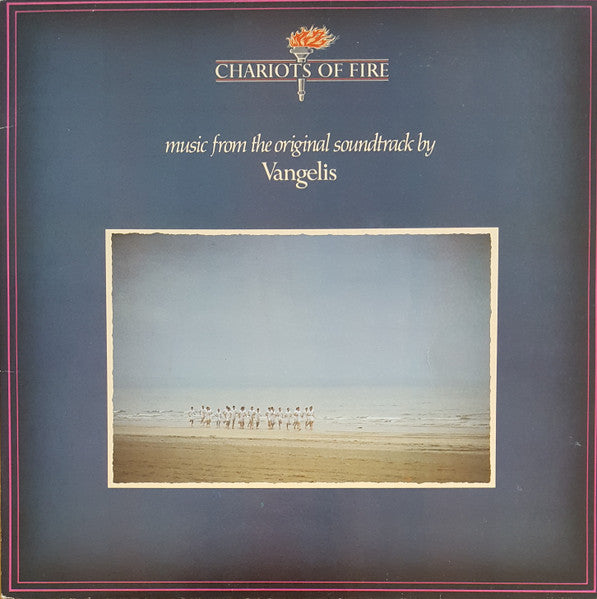 CHARIOTS OF FIRE
music from the original soundtrack by
Vangelis